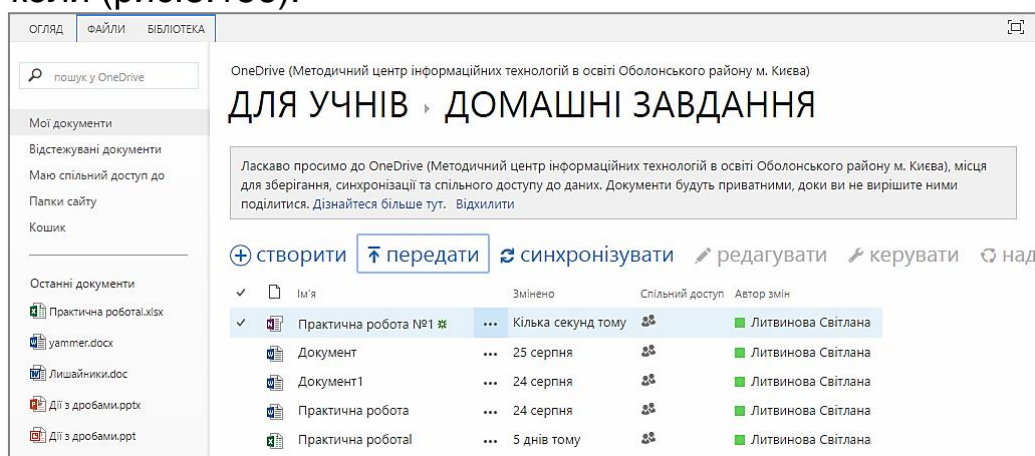 ОГЛЯД ФАЙЛИ БІБЛІОТЕКА
пошук у OneDrive
Мої документи
Відстежувані документи
Маю спільний доступ до
Папки сайту
Кошик
Останні документи
Практична роботаІ.xlsx
yammer.docx
Лишайники.doc
Дії з дробами.pptx
Дії з дробами.ppt
OneDrive (Методичний центр інформаційних технологій в освіті Оболонського району м. Києва)
ДЛЯ УЧНІВ ▸ ДОМАШНІ ЗАВДАННЯ
Ласкаво просимо до OneDrive (Методичний центр інформаційних технологій в освіті Оболонського району м. Києва), місця
для зберігання, синхронізації та спільного доступу до даних. Документи будуть приватними, доки ви не вирішите ними
поділитися. Дізнайтеся більше тут. Відхилити
створити передати синхронізувати редагувати керувати над
Ім'я Змінено Спільний доступ Автор змін
Практична робота №1 ... Кілька секунд тому Литвинова Світлана
Документ ... 25 серпня Литвинова Світлана
Документ1 ... 24 серпня Литвинова Світлана
Практична робота ... 24 серпня Литвинова Світлана
Практична роботаІ ... 5 днів тому Литвинова Світлана